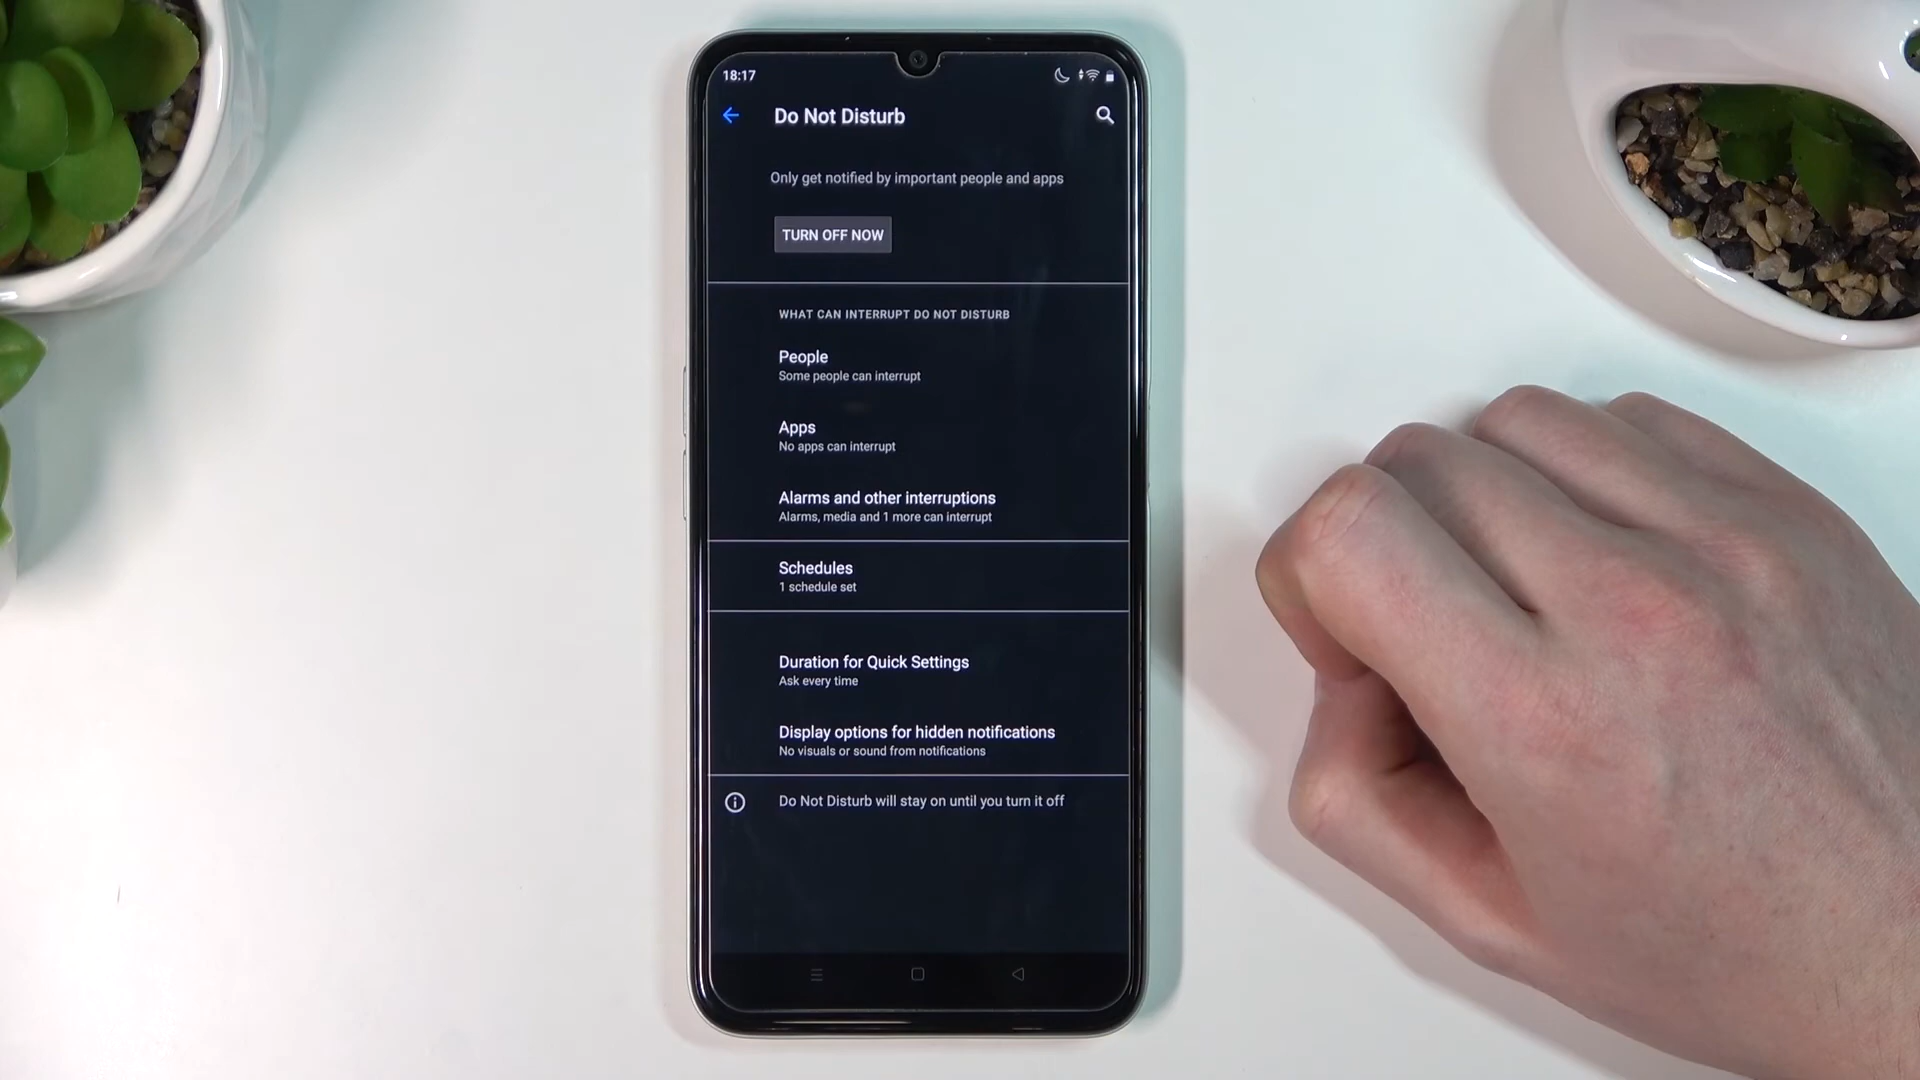 18:17
Do Not Disturb
Only get notified by important people and apps
TURN OFF NOW
WHAT CAN INTERRUPT DO NOT DISTURB
People
Some people can interrupt
Apps
No apps can interrupt
Alarms and other interruptions
Alarms, media and 1 more can interrupt
Schedules
1 schedule set
Duration for Quick Settings
Ask every time
Display options for hidden notifications
No visuals or sound from notifications
Do Not Disturb will stay on until you turn it off